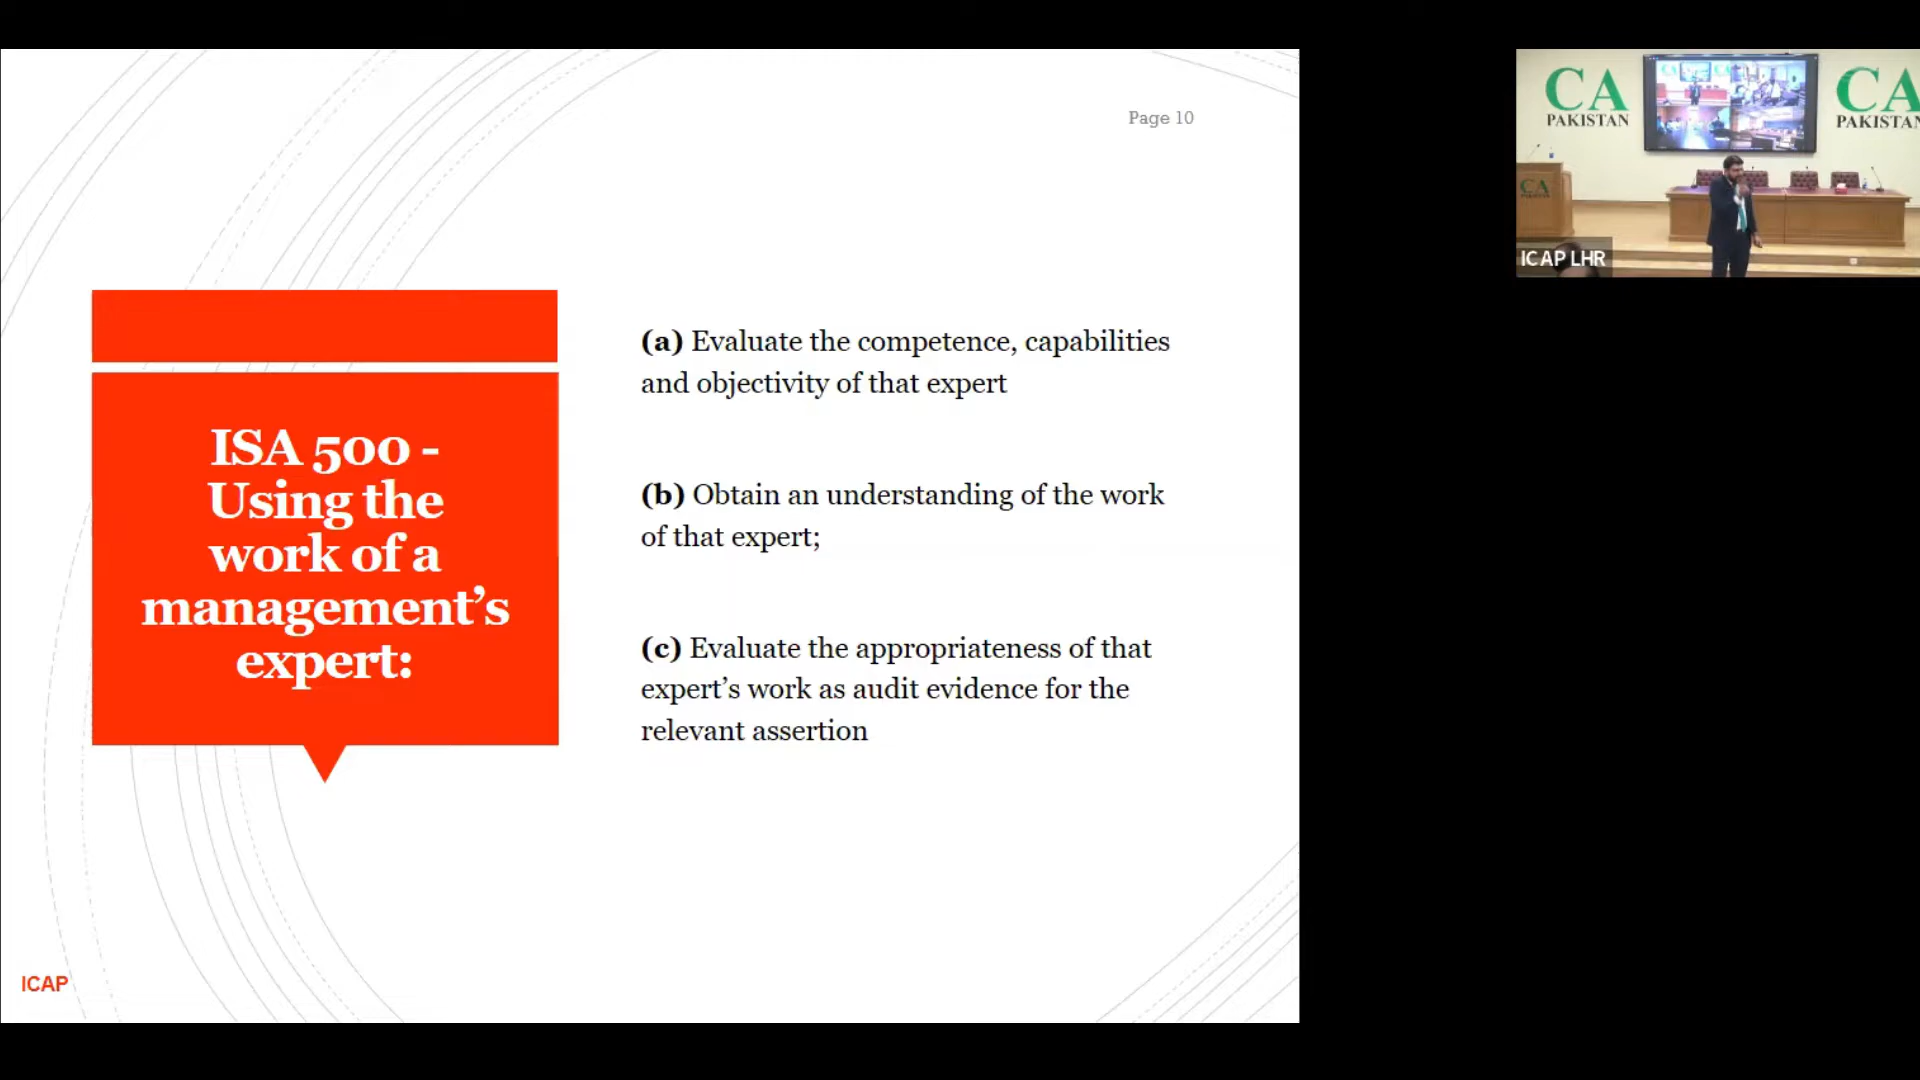 Page 10
ISA 500 -
Using the
work of a
management’s
expert:
(a) Evaluate the competence, capabilities
and objectivity of that expert
(b) Obtain an understanding of the work
of that expert;
(c) Evaluate the appropriateness of that
expert’s work as audit evidence for the
relevant assertion
ICAP
CA
PAKISTAN
CA
PAKISTAN
CA
ICAP LHR